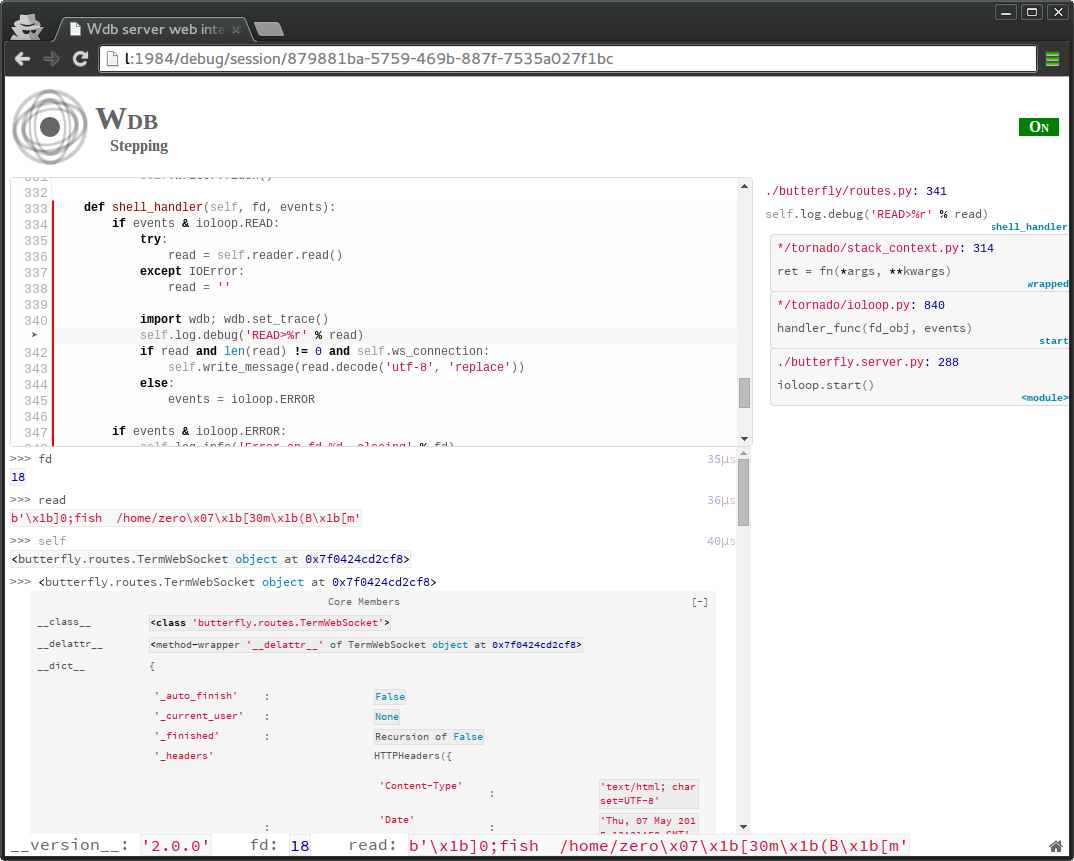 Wdb server web inte
l:1984/debug/session/879881ba-5759-469b-887f-7535a027f1bc
WDB
Stepping
ON
332
333 def shell_handler(self, fd, events):
334 if events & ioloop.READ:
335 try:
336 read = self.reader.read()
337 except IOError:
338 read = ''
339
340 import wdb; wdb.set_trace()
➤ self.log.debug('READ>%r' % read)
342 if read and len(read) != 0 and self.ws_connection:
343 self.write_message(read.decode('utf-8', 'replace'))
344 else:
345 events = ioloop.ERROR
346
347 if events & ioloop.ERROR:
self.log.info('Error on fd %d, closing' % fd)
./butterfly/routes.py: 341
self.log.debug('READ>%r' % read)
shell_handler
*/tornado/stack_context.py: 314
ret = fn(*args, **kwargs)
wrapped
*/tornado/ioloop.py: 840
handler_func(fd_obj, events)
start
./butterfly.server.py: 288
ioloop.start()
<module>
>>> fd 35µs
18
>>> read 36µs
b'\x1b]0;fish  /home/zero\x07\x1b[30m\x1b(B\x1b[m'
>>> self 40µs
<butterfly.routes.TermWebSocket object at 0x7f0424cd2cf8>
>>> <butterfly.routes.TermWebSocket object at 0x7f0424cd2cf8>
Core Members [-]
__class__ <class 'butterfly.routes.TermWebSocket'>
__delattr__ <method-wrapper '__delattr__' of TermWebSocket object at 0x7f0424cd2cf8>
__dict__ {
'_auto_finish' : False
'_current_user' : None
'_finished' : Recursion of False
'_headers' HTTPHeaders({
'Content-Type' : 'text/html; char
set=UTF-8'
'Date' : 'Thu, 07 May 201
: :
__version__: '2.0.0' fd: 18 read: b'\x1b]0;fish  /home/zero\x07\x1b[30m\x1b(B\x1b[m'